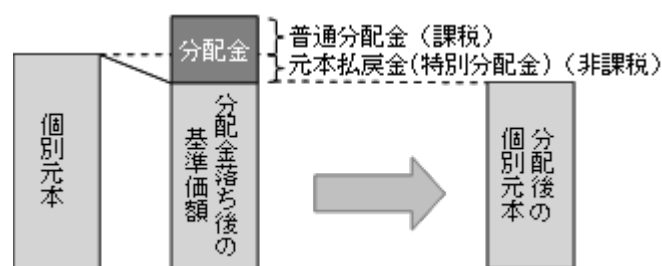 分配金
普通分配金（課税）
元本払戻金(特別分配金)（非課税）
個別元本
分配金落ち後の
基準価額
分配後の
個別元本